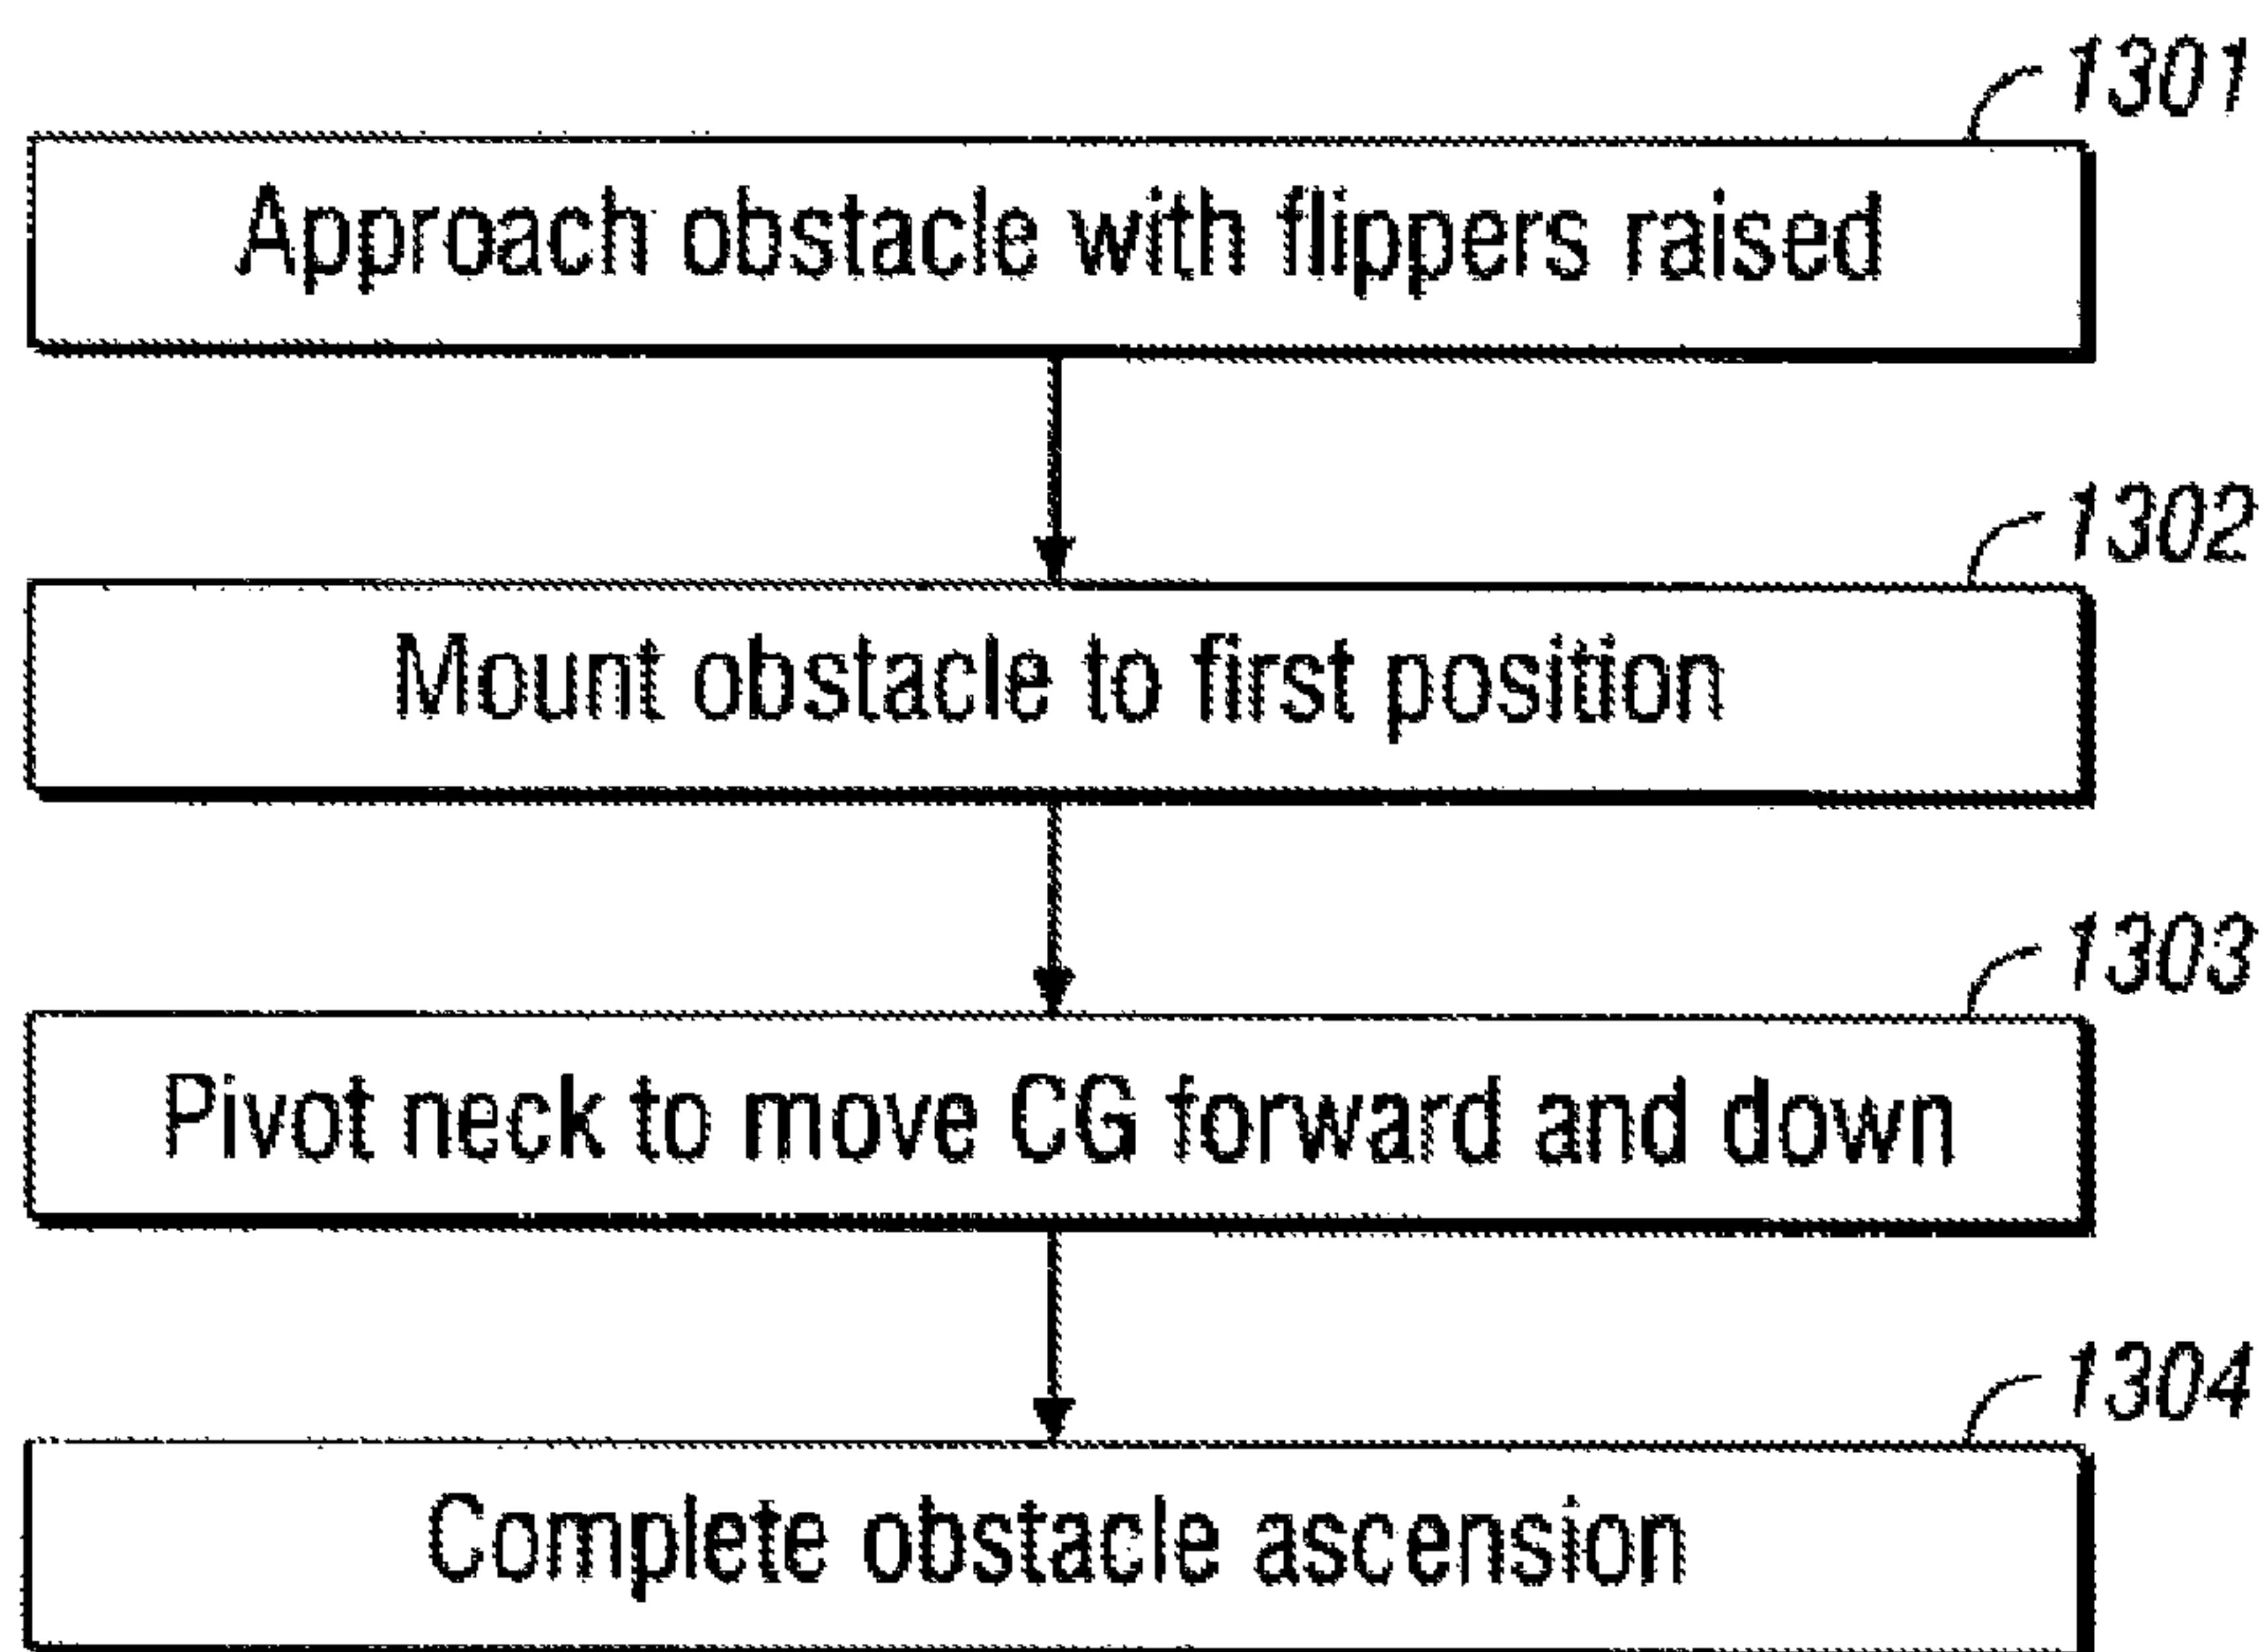 1301
Approach obstacle with flippers raised
1302
Mount obstacle to first position
1303
Pivot neck to move CG forward and down
1304
Complete obstacle ascension